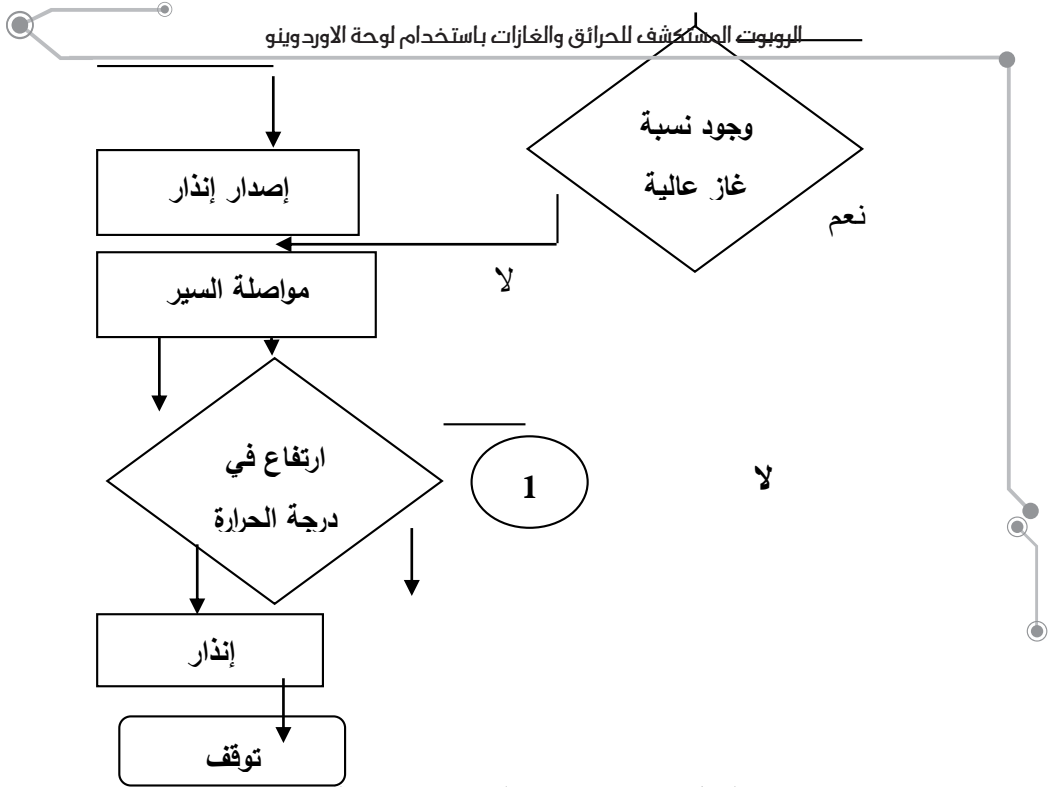 الروبوت المستكشف للحرائق والغازات باستخدام لوحة الاوردوينو
وجود نسبة
غاز عالية
إصدار إنذار
نعم
لا
مواصلة السير
ارتفاع في
درجة الحرارة
1
لا
إنذار
توقف